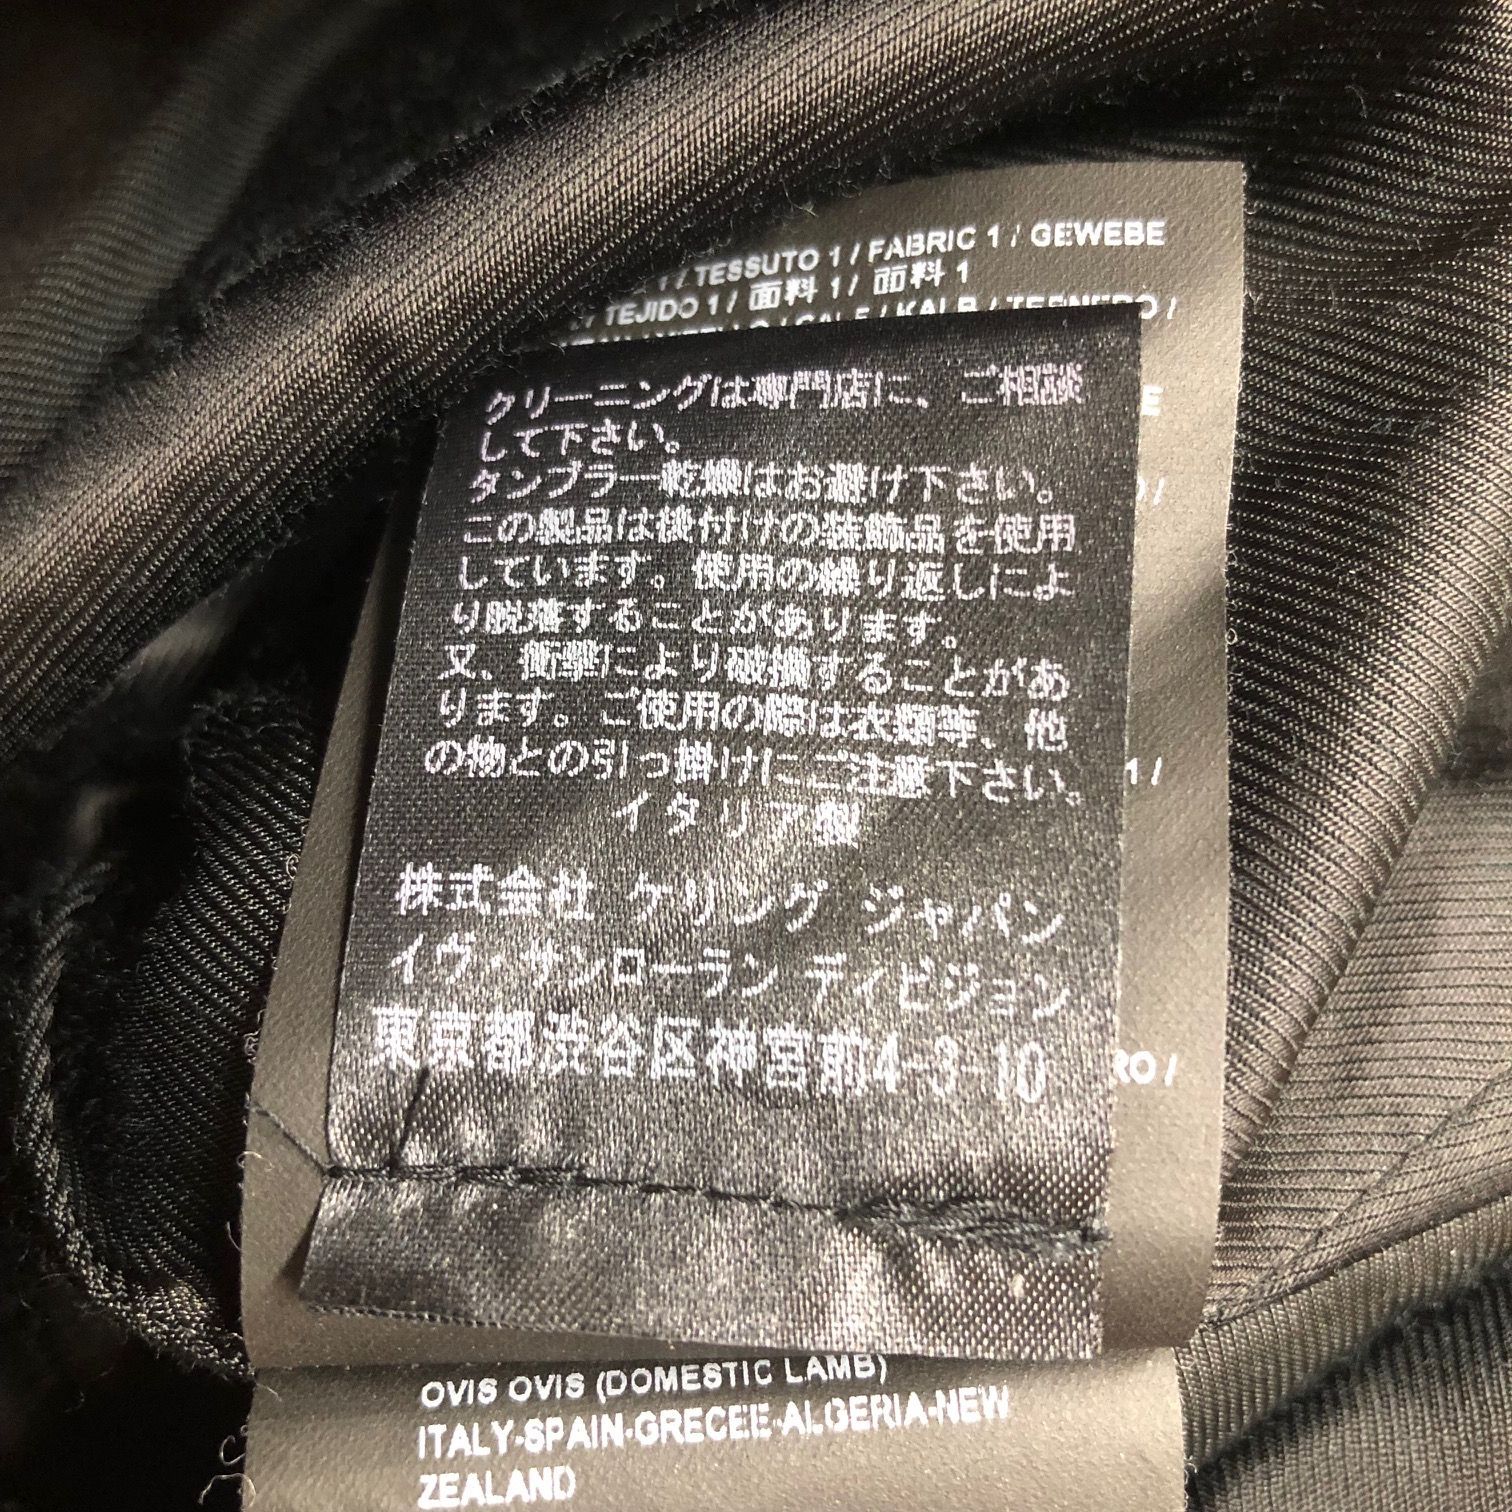 1 / TESSUTO 1 / FABRIC 1 / GEWEBE
TEJIDO 1 / 面料 1 / 面料 1
/ KALB / TERNERO /
クリーニングは専門店に、ご相談
して下さい。
タンブラー乾燥はお避け下さい。
この製品は後付けの装飾品を使用
しています。使用の繰り返しによ
り脱落することがあります。
又、衝撃により破損することがあ
ります。ご使用の際は衣類等、他
の物との引っ掛けにご注意下さい。
イタリア製
株式会社 ケリング ジャパン
イヴ・サンローラン ディビジョン
東京都渋谷区神宮前4-3-10
RO /
OVIS OVIS (DOMESTIC LAMB)
ITALY-SPAIN-GRECEE-ALGERIA-NEW
ZEALAND